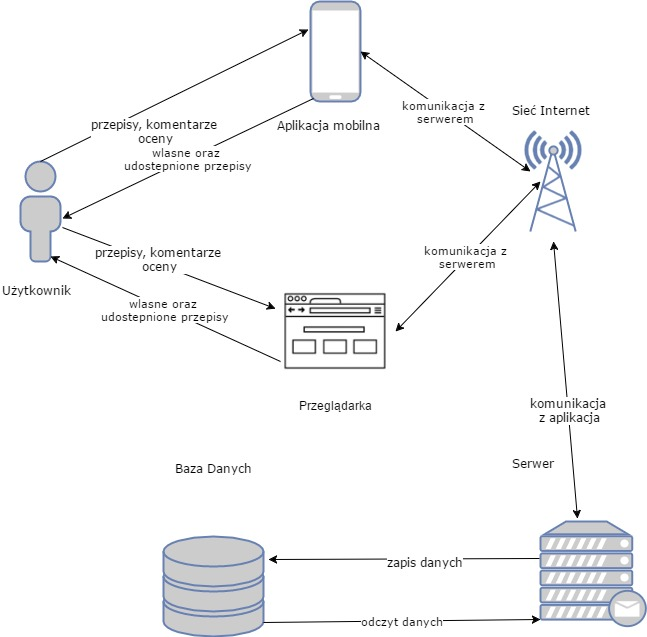 Aplikacja mobilna
przepisy, komentarze
oceny
wlasne oraz
udostepnione przepisy
komunikacja z
serwerem
Sieć Internet
Użytkownik
przepisy, komentarze
oceny
wlasne oraz
udostepnione przepisy
komunikacja z
serwerem
Przeglądarka
komunikacja
z aplikacja
Serwer
Baza Danych
zapis danych
odczyt danych